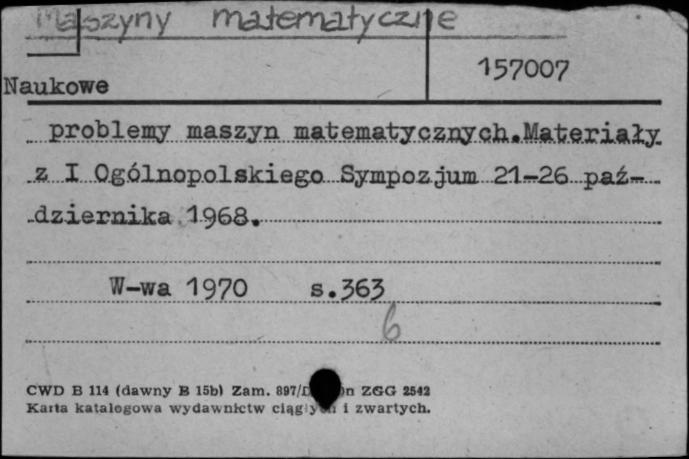 Maszyny matematyczne
157007
Naukowe
problemy maszyn matematycznych.Materiały
z I Ogólnopolskiego Sympozjum 21-26 paź-
dziernika 1968.
W-wa 1970 s.363
6
CWD B 114 (dawny B 15b) Zam. 897/ ZGG 2542
Karta katalogowa wydawnictw ciągłych i zwartych.